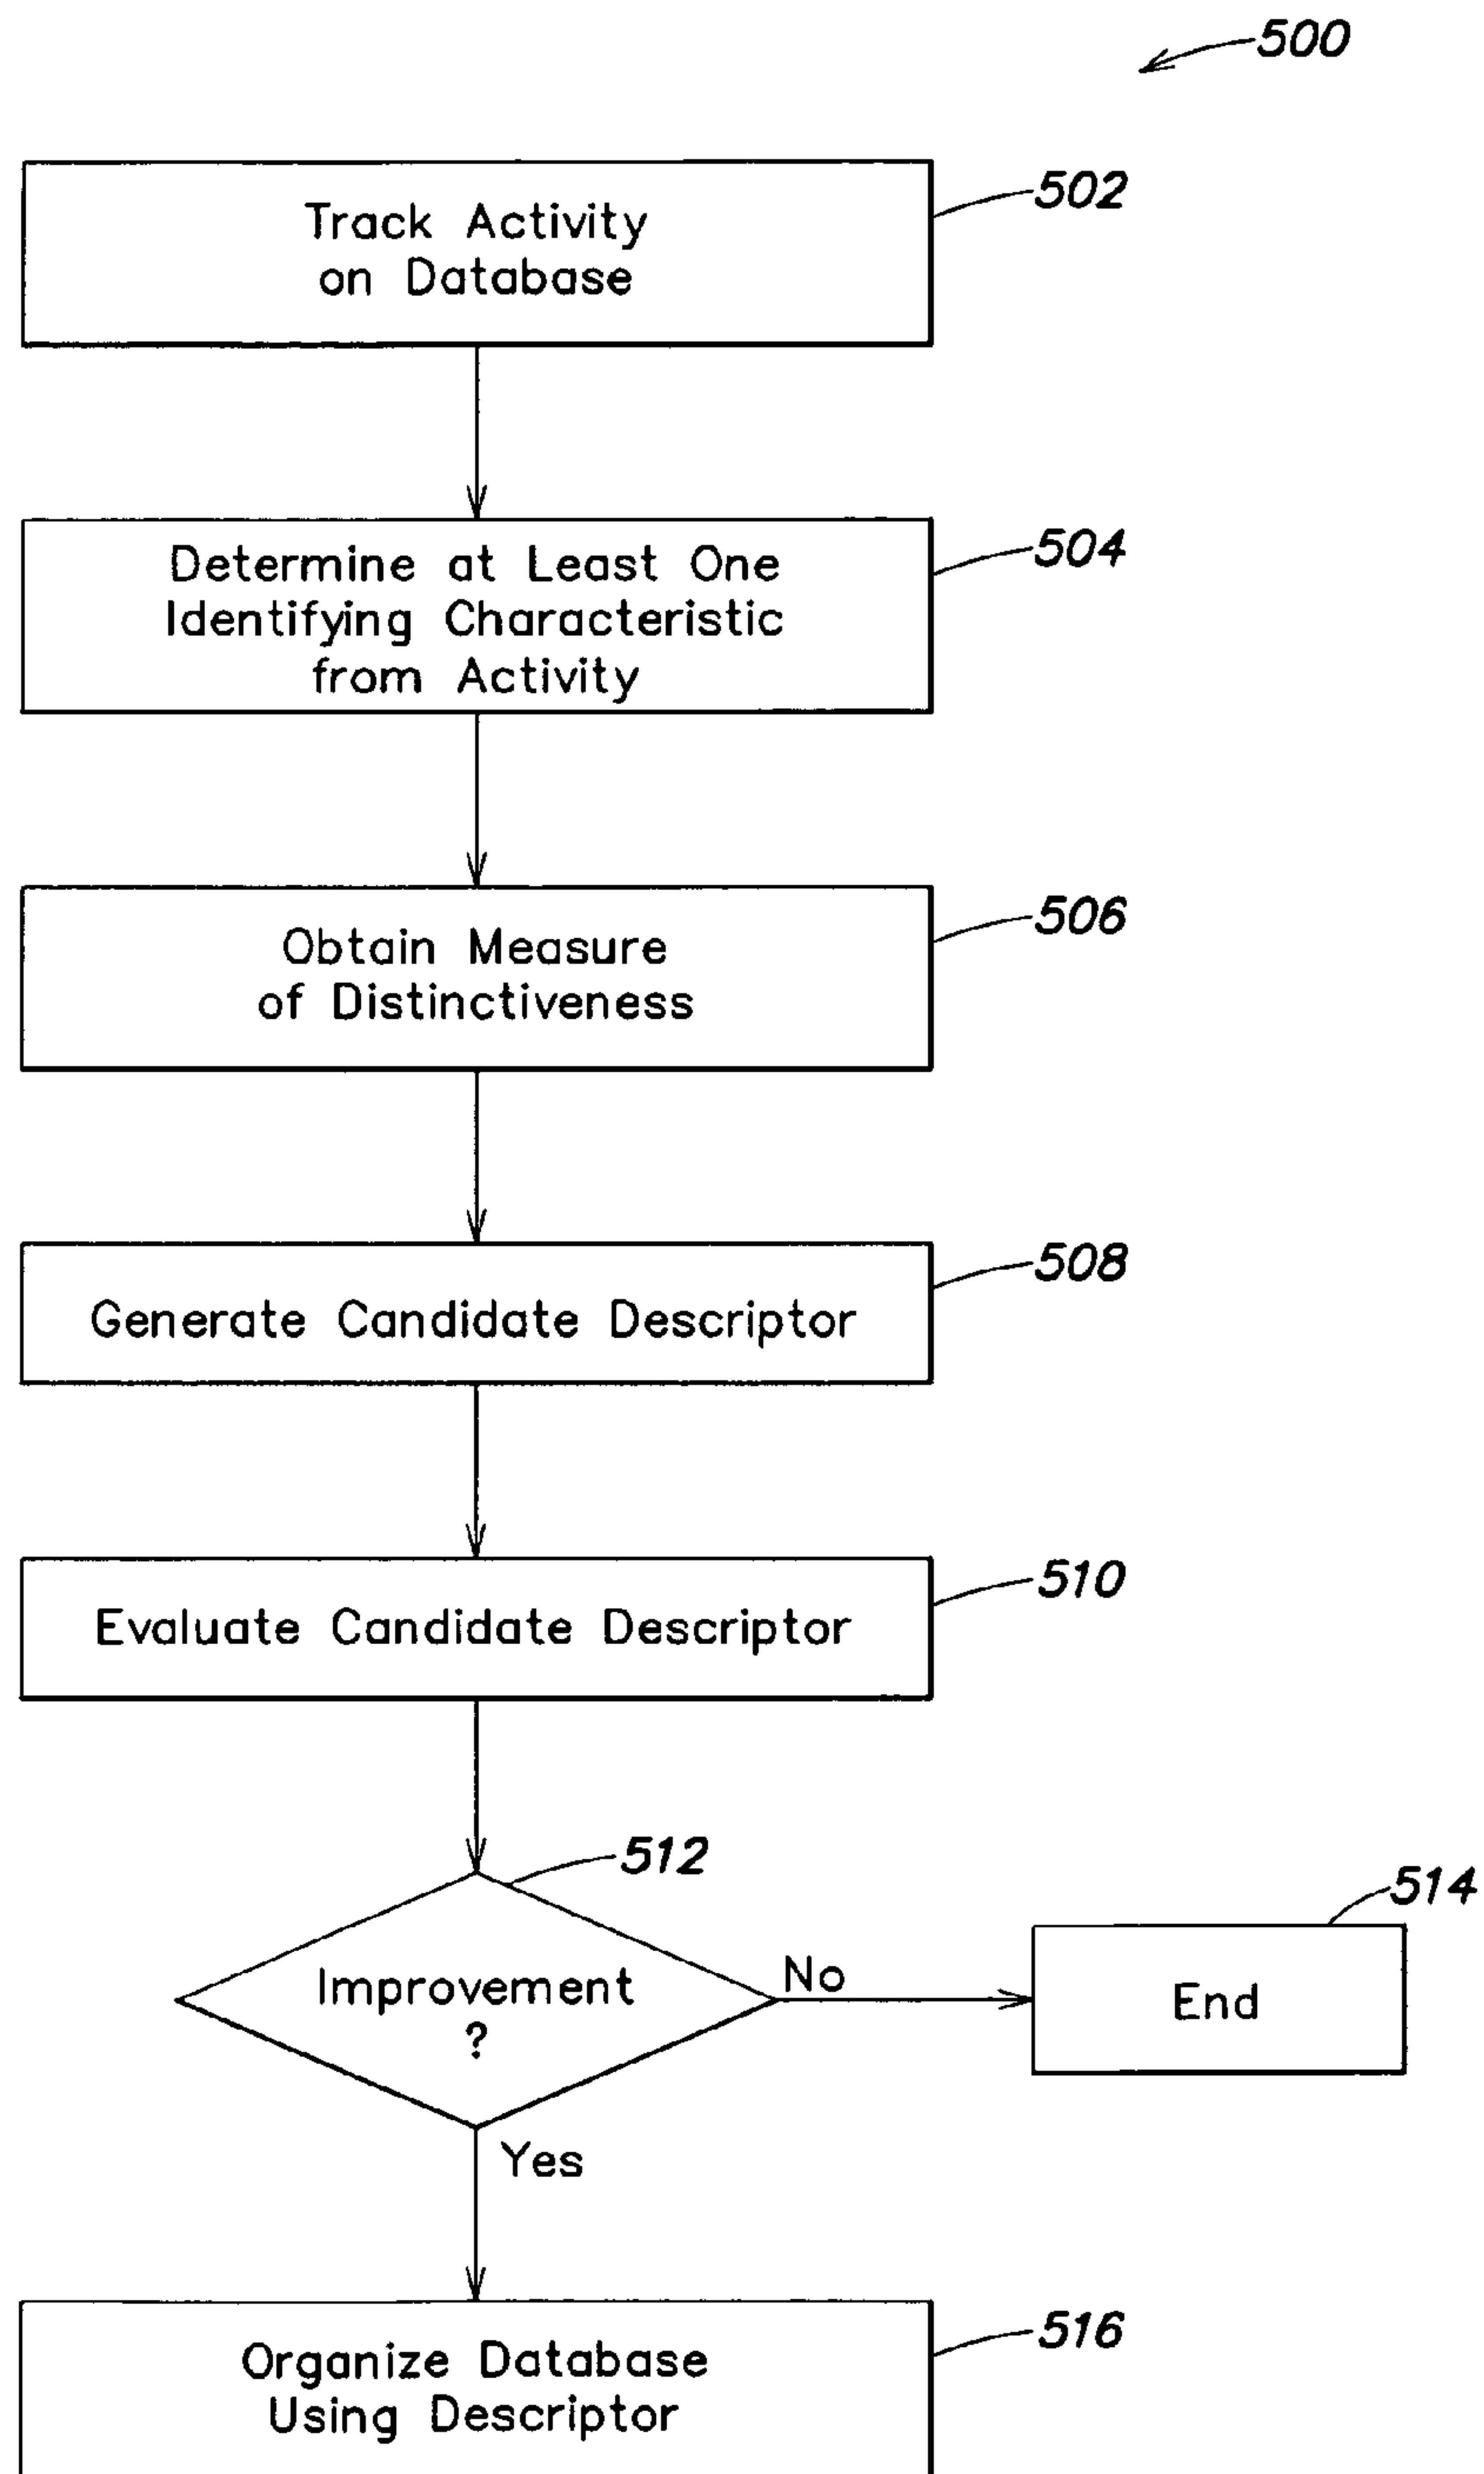 500
Track Activity
on Database
502
Determine at Least One
Identifying Characteristic
from Activity
504
Obtain Measure
of Distinctiveness
506
Generate Candidate Descriptor
508
Evaluate Candidate Descriptor
510
512
Improvement
?
No
514
End
Yes
Organize Database
Using Descriptor
516